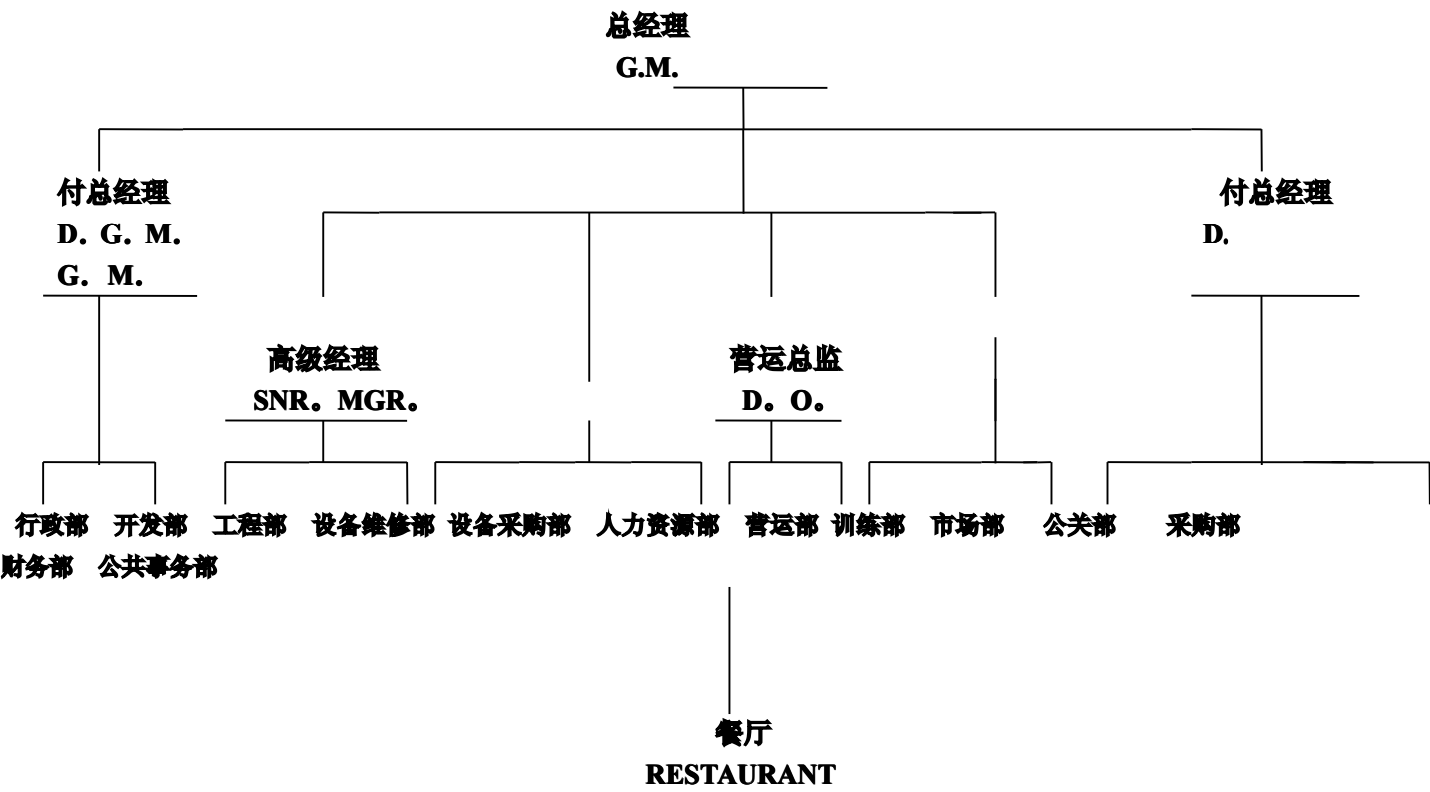 总经理
G.M.
付总经理 付总经理
D. G. M. D.
G. M.
高级经理 营运总监
SNR。MGR。 D。O。
行政部 开发部 工程部 设备维修部 设备采购部 人力资源部 营运部 训练部 市场部 公关部 采购部
财务部 公共事务部
餐厅
RESTAURANT